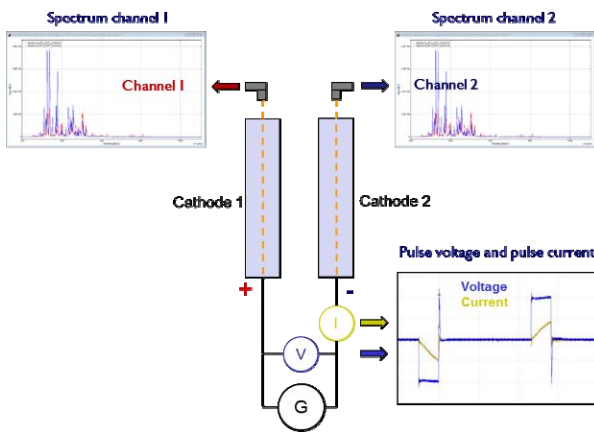 Spectrum channel 1
Spectrum channel 2
Channel 1
Channel 2
Cathode 1
Cathode 2
Pulse voltage and pulse current
+
-
Voltage
Current
I
V
G